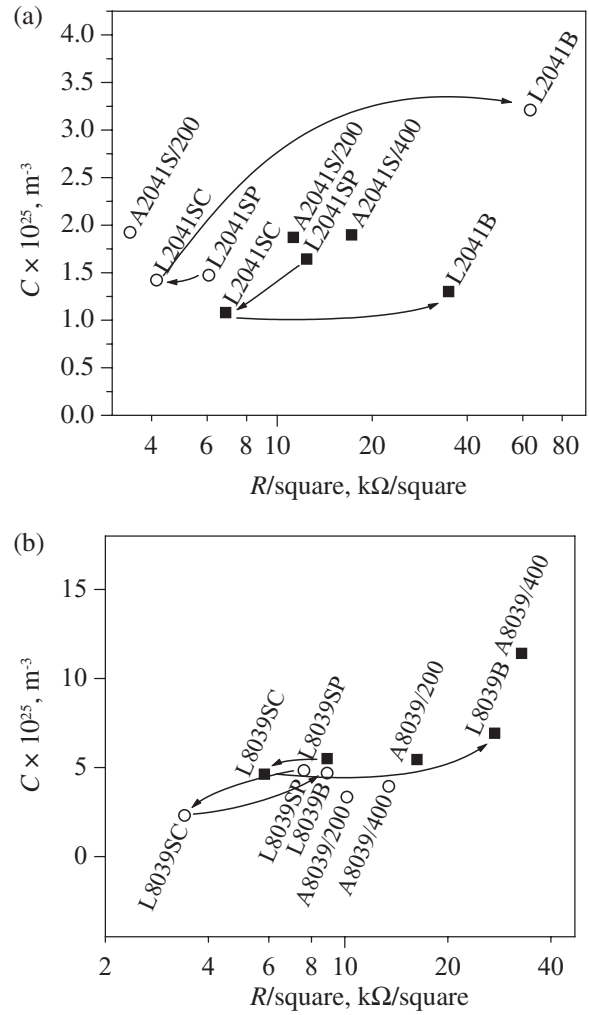 (a)
4.0
3.5
3.0
2.5
2.0
1.5
1.0
0.5
0.0
C × 10²⁵, m⁻³
A2041S/200
L2041SC
L2041SP
L2041SC
A2041S/200
L2041SP
A2041S/400
L2041B
L2041B
4 6 8 10 20 40 60 80
R/square, kΩ/square
(b)
15
10
5
0
C × 10²⁵, m⁻³
L8039SC
L8039SC
L8039SP
L8039SP
L8039B
A8039/200
A8039/400
A8039/200
L8039B
A8039/400
2 4 6 8 10 20 40
R/square, kΩ/square